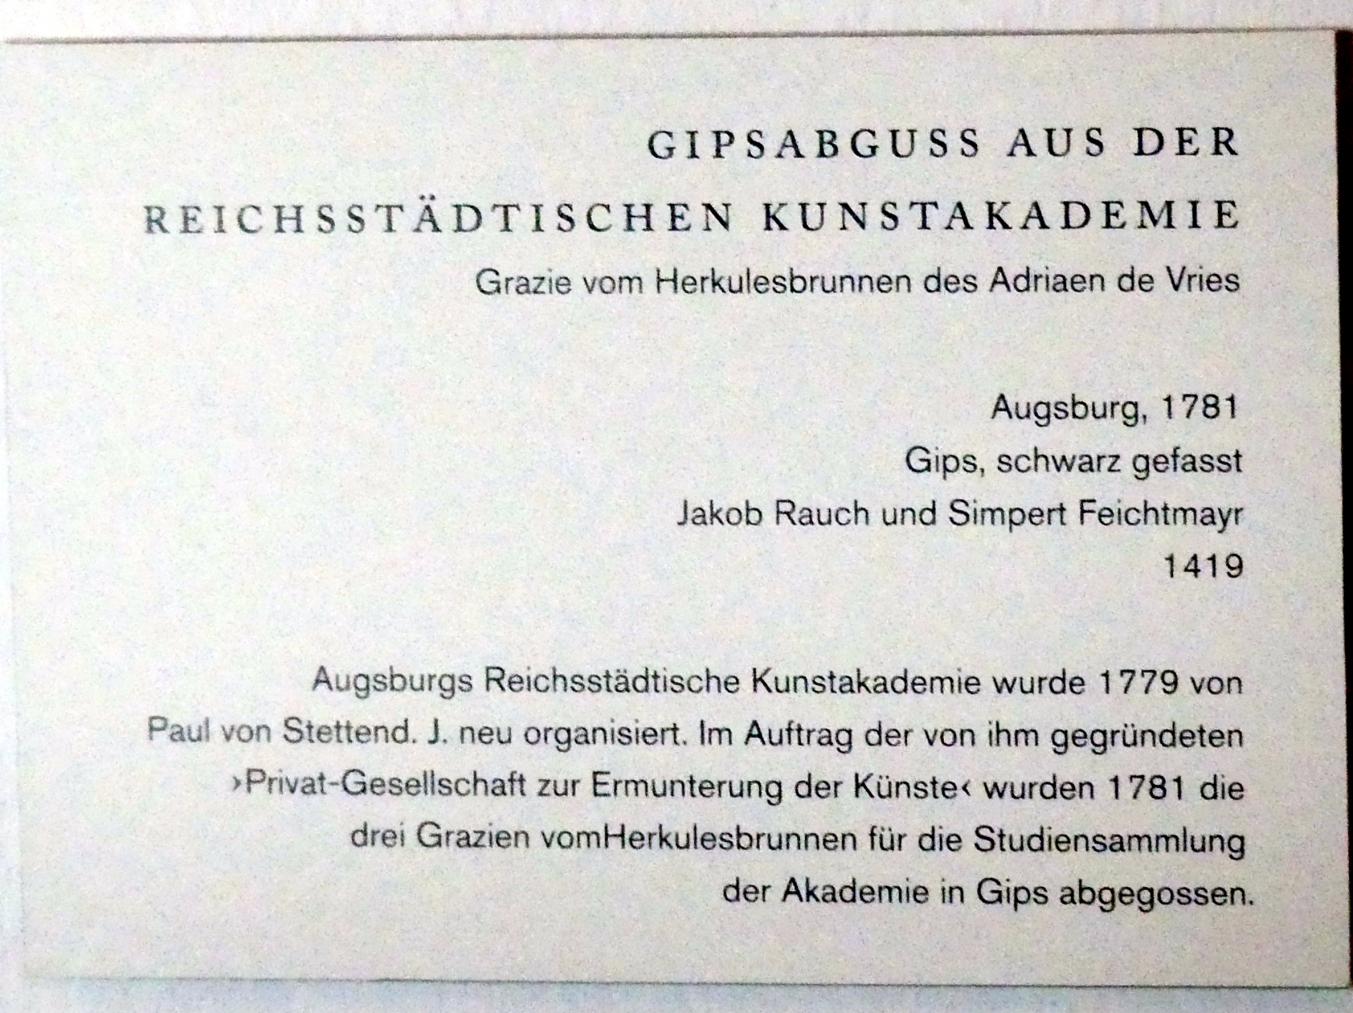 GIPSABGUSS AUS DER
REICHSSTÄDTISCHEN KUNSTAKADEMIE
Grazie vom Herkulesbrunnen des Adriaen de Vries
Augsburg, 1781
Gips, schwarz gefasst
Jakob Rauch und Simpert Feichtmayr
1419
Augsburgs Reichsstädtische Kunstakademie wurde 1779 von
Paul von Stettend. J. neu organisiert. Im Auftrag der von ihm gegründeten
›Privat-Gesellschaft zur Ermunterung der Künste‹ wurden 1781 die
drei Grazien vomHerkulesbrunnen für die Studiensammlung
der Akademie in Gips abgegossen.